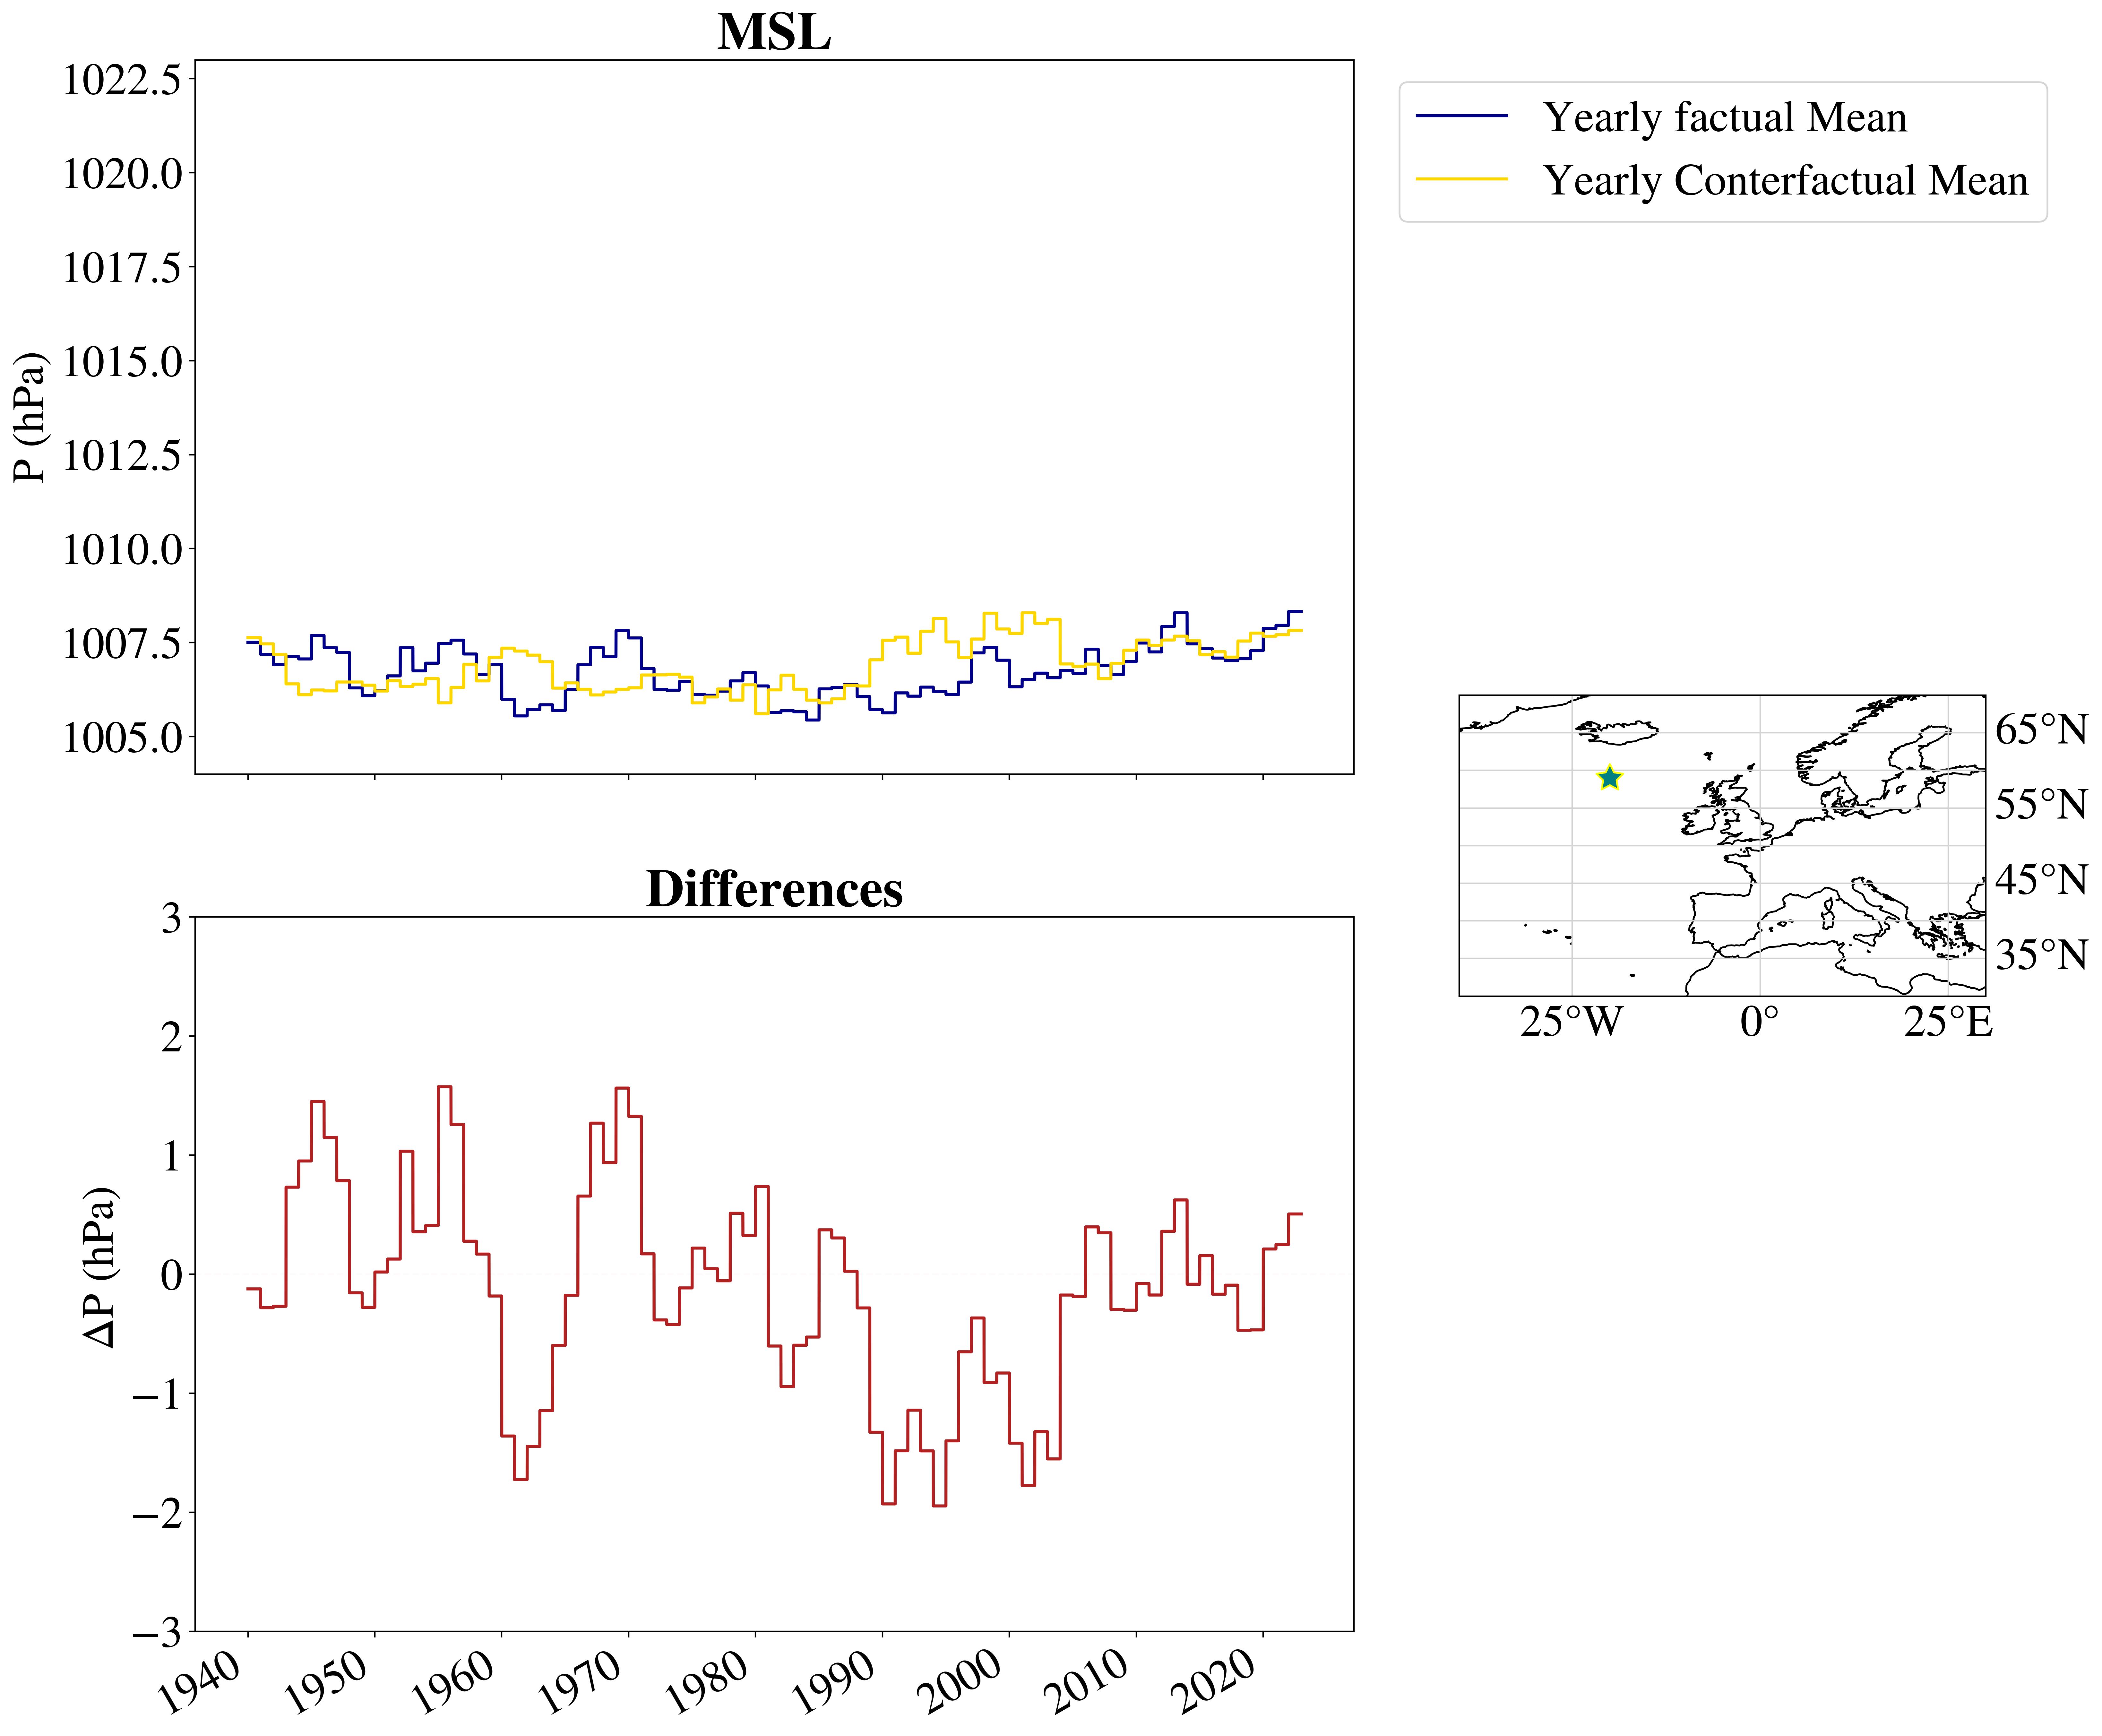 MSL
1022.5
1020.0
1017.5
1015.0
1012.5
1010.0
1007.5
1005.0
P (hPa)
Yearly factual Mean
Yearly Conterfactual Mean
65°N
55°N
45°N
35°N
25°W 0° 25°E
Differences
3
2
1
0
−1
−2
−3
ΔP (hPa)
1940 1950 1960 1970 1980 1990 2000 2010 2020